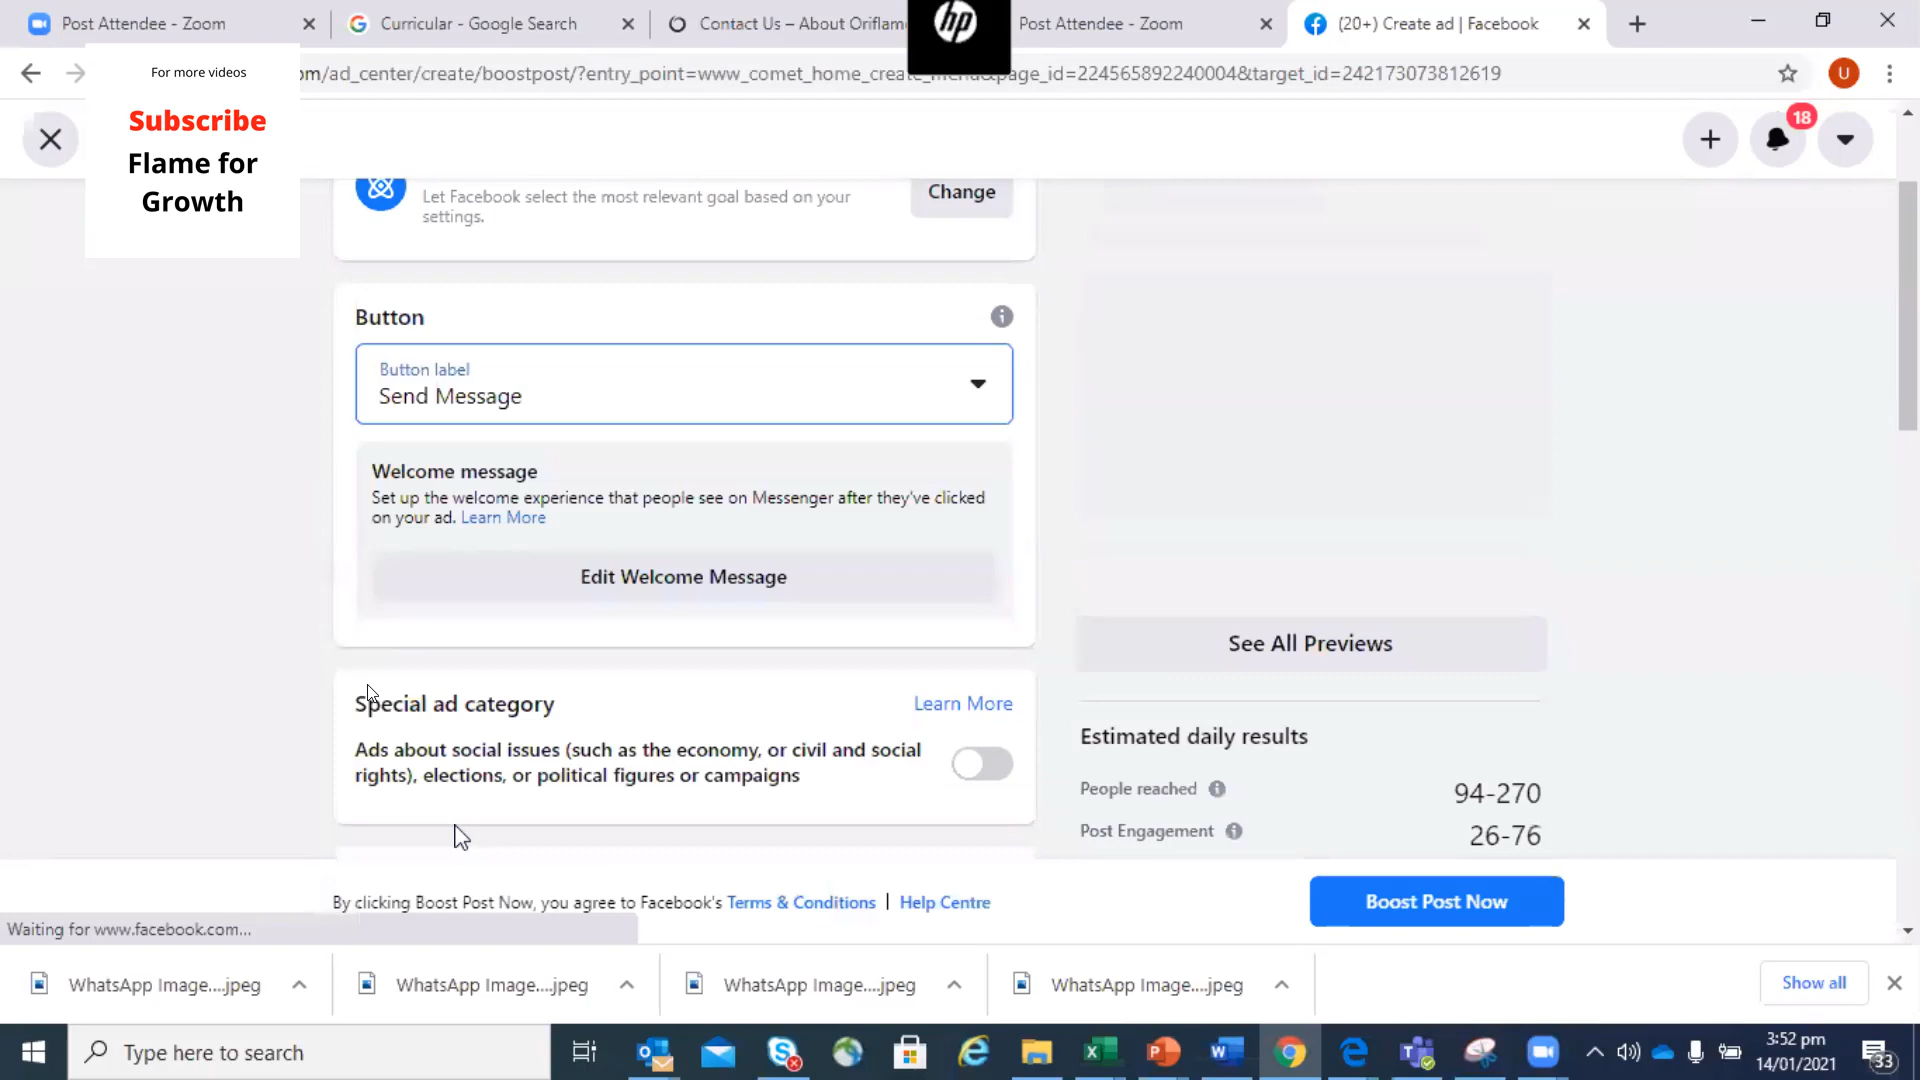 Post Attendee - Zoom
Curricular - Google Search
Contact Us – About Oriflam
hp
Post Attendee - Zoom
(20+) Create ad | Facebook
For more videos
m/ad_center/create/boostpost/?entry_point=www_comet_home_create_menu&page_id=224565892240004&target_id=242173073812619
U
Subscribe
Flame for
Growth
18
Let Facebook select the most relevant goal based on your
settings.
Change
Button
Button label
Send Message
Welcome message
Set up the welcome experience that people see on Messenger after they've clicked
on your ad. Learn More
Edit Welcome Message
See All Previews
Special ad category
Learn More
Ads about social issues (such as the economy, or civil and social
rights), elections, or political figures or campaigns
Estimated daily results
People reached
94-270
Post Engagement
26-76
By clicking Boost Post Now, you agree to Facebook's Terms & Conditions | Help Centre
Boost Post Now
Waiting for www.facebook.com...
WhatsApp Image....jpeg
WhatsApp Image....jpeg
WhatsApp Image....jpeg
WhatsApp Image....jpeg
Show all
Type here to search
3:52 pm
14/01/2021
33